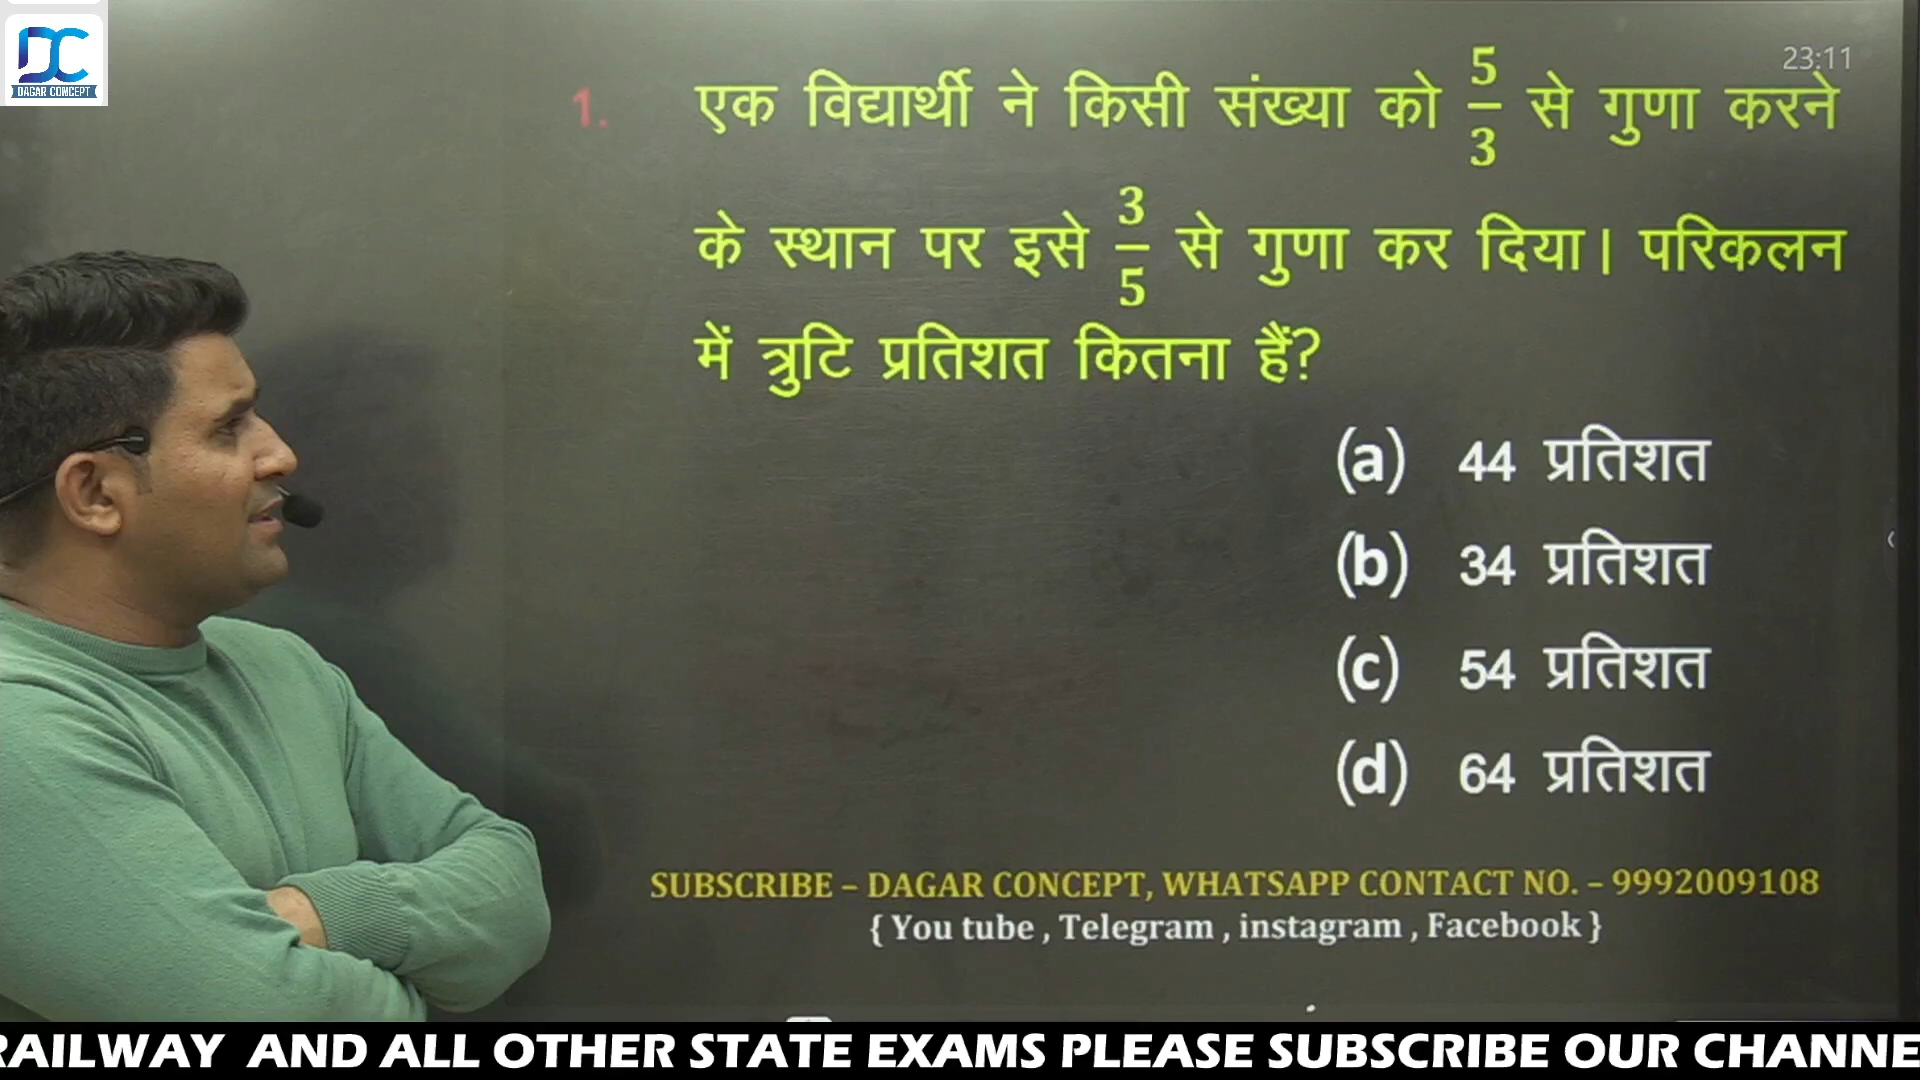 DC
DAGAR CONCEPT
23:11
1. एक विद्यार्थी ने किसी संख्या को 5/3 से गुणा करने
के स्थान पर इसे 3/5 से गुणा कर दिया। परिकलन
में त्रुटि प्रतिशत कितना हैं?
(a) 44 प्रतिशत
(b) 34 प्रतिशत
(c) 54 प्रतिशत
(d) 64 प्रतिशत
SUBSCRIBE – DAGAR CONCEPT, WHATSAPP CONTACT NO. – 9992009108
{ You tube , Telegram , instagram , Facebook }
RAILWAY AND ALL OTHER STATE EXAMS PLEASE SUBSCRIBE OUR CHANNE